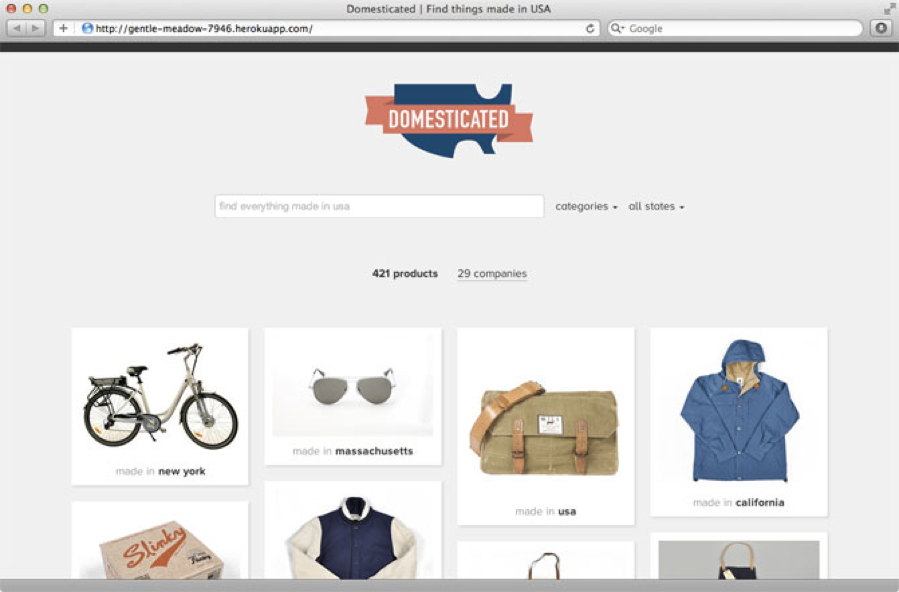 Domesticated | Find things made in USA
http://gentle-meadow-7946.herokuapp.com/
Google
DOMESTICATED
find everything made in usa
categories
all states
421 products
29 companies
made in new york
made in massachusetts
made in usa
made in california
Slinky